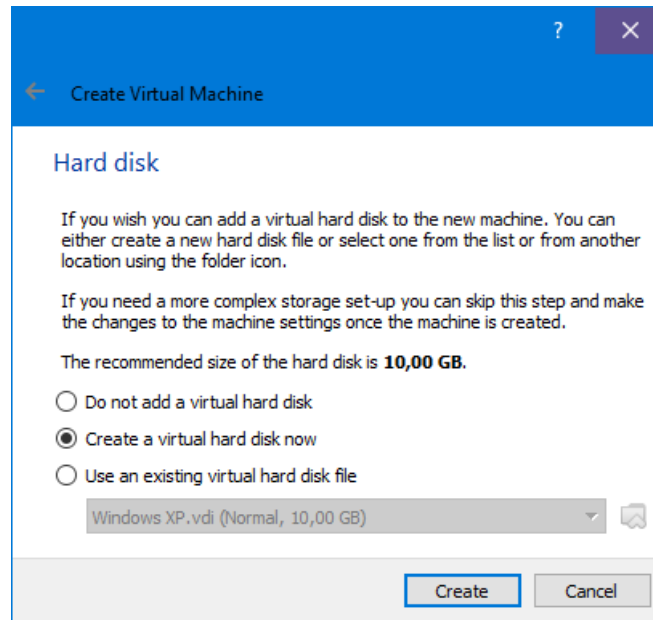 ?
Create Virtual Machine
Hard disk
If you wish you can add a virtual hard disk to the new machine. You can
either create a new hard disk file or select one from the list or from another
location using the folder icon.
If you need a more complex storage set-up you can skip this step and make
the changes to the machine settings once the machine is created.
The recommended size of the hard disk is 10,00 GB.
Do not add a virtual hard disk
Create a virtual hard disk now
Use an existing virtual hard disk file
Windows XP.vdi (Normal, 10,00 GB)
Create Cancel